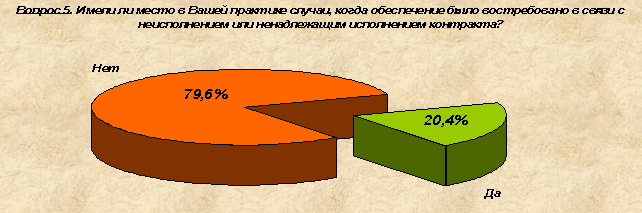 Вопрос 5. Имели ли место в Вашей практике случаи, когда обеспечение было востребовано в связи с
неисполнением или ненадлежащим исполнением контракта?
Нет
79,6%
20,4%
Да